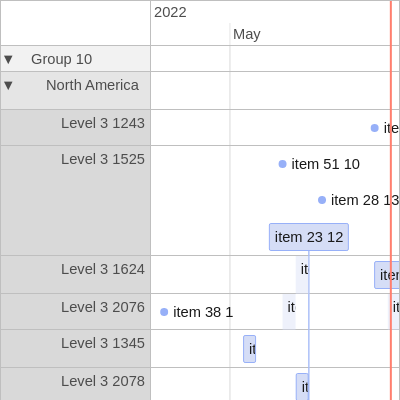 2022
May
▼ Group 10
▼ North America
Level 3 1243
ite
Level 3 1525
item 51 10
item 28 13
item 23 12
Level 3 1624
it
iten
Level 3 2076
item 38 1
it
it
Level 3 1345
it
Level 3 2078
it